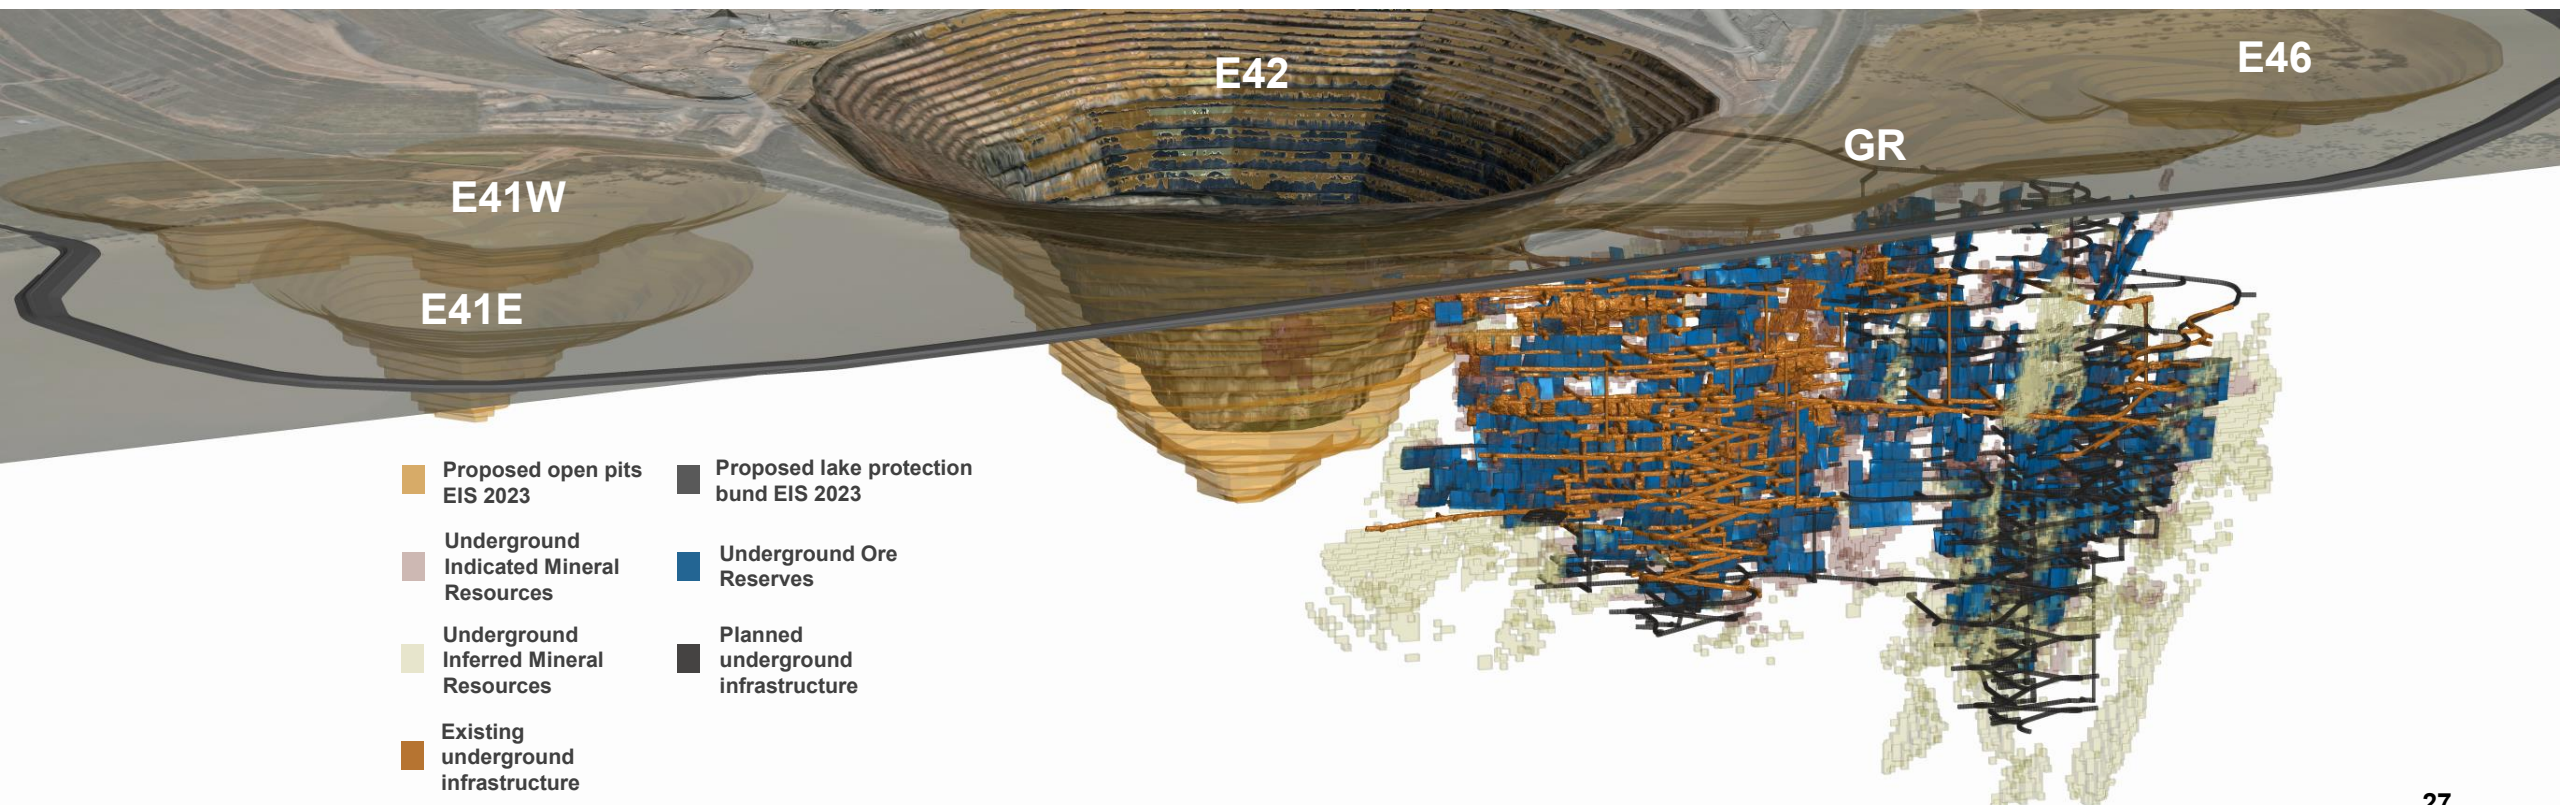 E46
E42
GR
E41W
E41E
Proposed open pits
EIS 2023
Proposed lake protection
bund EIS 2023
Underground
Indicated Mineral
Resources
Underground Ore
Reserves
Underground
Inferred Mineral
Resources
Planned
underground
infrastructure
Existing
underground
infrastructure
27